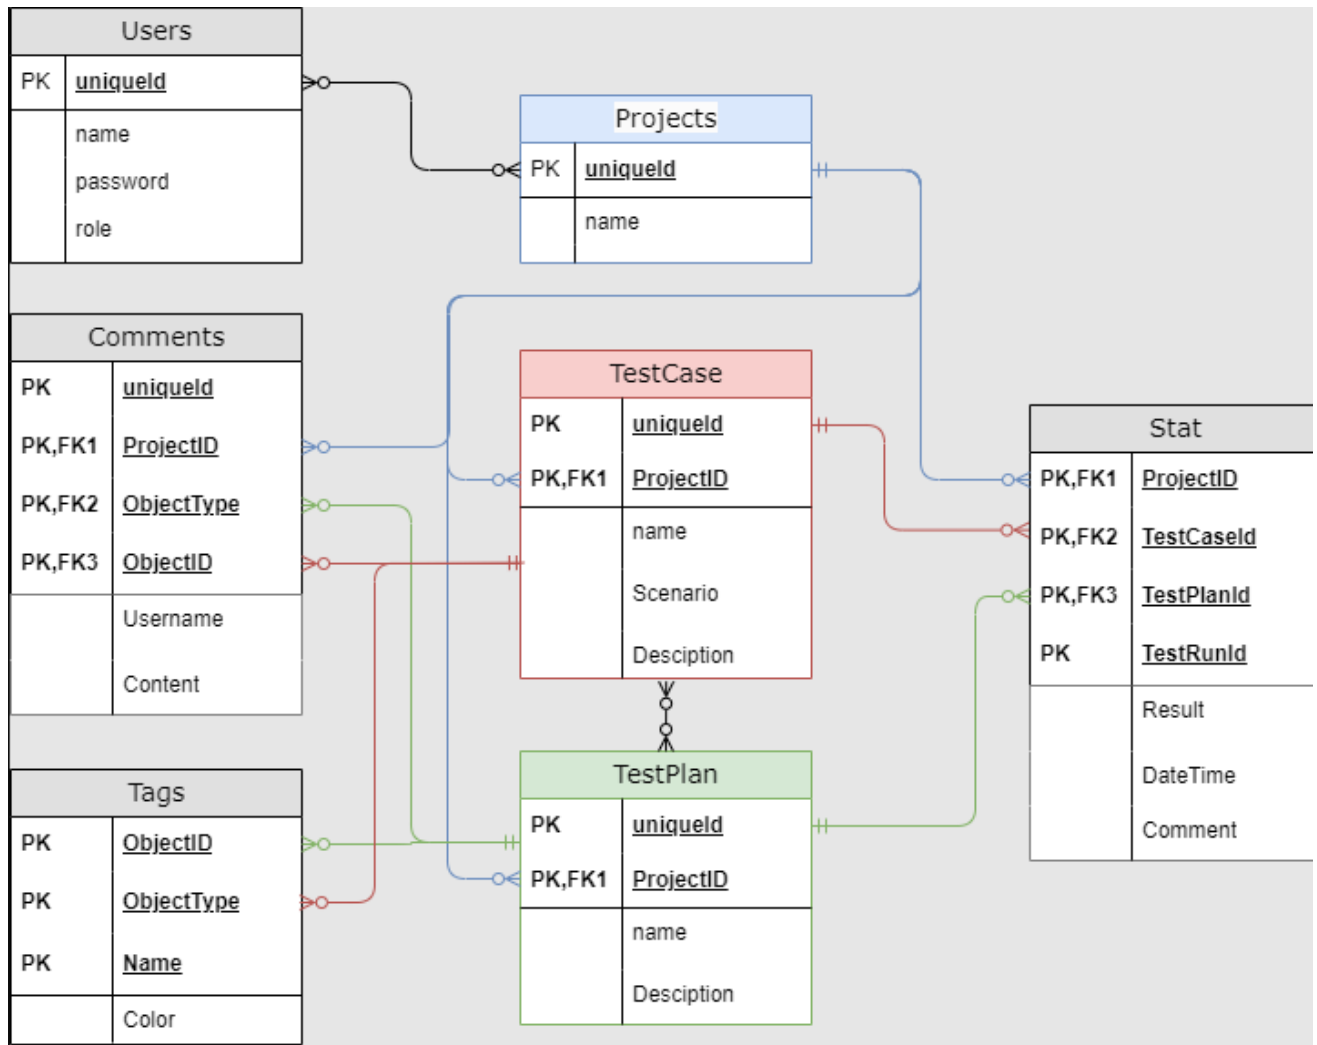 Users
PK uniqueId
name
password
role
Projects
PK uniqueId
name
Comments
PK uniqueId
PK,FK1 ProjectID
PK,FK2 ObjectType
PK,FK3 ObjectID
Username
Content
TestCase
PK uniqueId
PK,FK1 ProjectID
name
Scenario
Desciption
Stat
PK,FK1 ProjectID
PK,FK2 TestCaseId
PK,FK3 TestPlanId
PK TestRunId
Result
DateTime
Comment
Tags
PK ObjectID
PK ObjectType
PK Name
Color
TestPlan
PK uniqueId
PK,FK1 ProjectID
name
Desciption